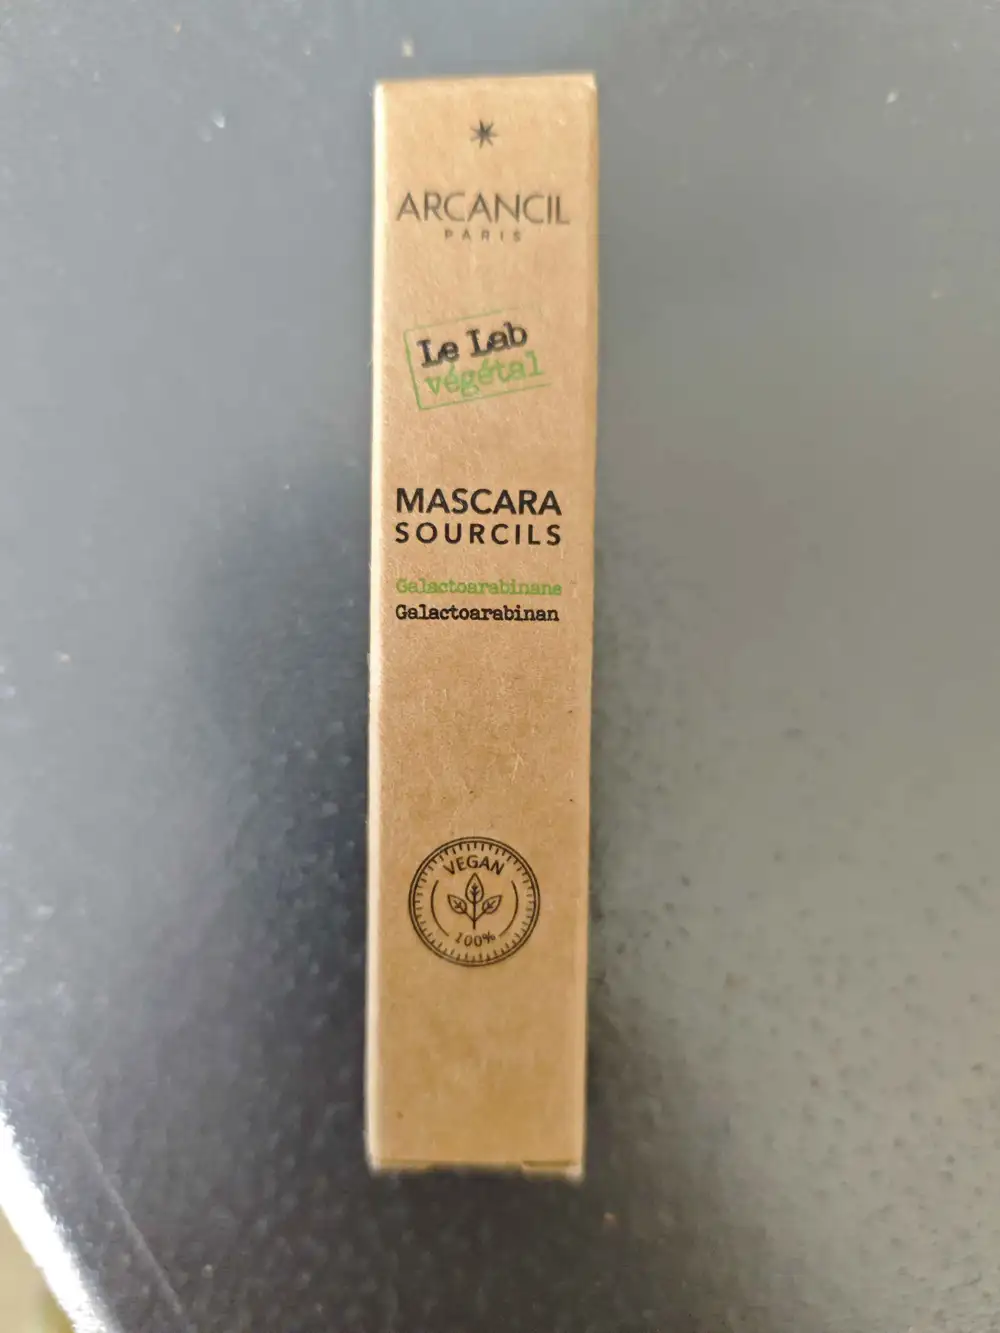 ARCANCIL
PARIS
Le Lab
végétal
MASCARA
SOURCILS
Galactoarabinane
Galactoarabinan
VEGAN
100%